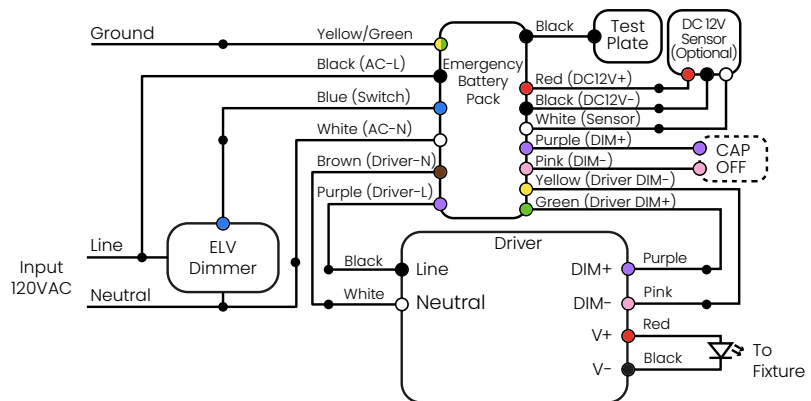 Ground
Yellow/Green
Black (AC-L)
Blue (Switch)
White (AC-N)
Brown (Driver-N)
Purple (Driver-L)
Emergency
Battery
Pack
Black
Test
Plate
DC 12V
Sensor
(Optional)
Red (DC12V+)
Black (DC12V-)
White (Sensor)
Purple (DIM+)
Pink (DIM-)
Yellow (Driver DIM-)
Green (Driver DIM+)
CAP
OFF
Input
120VAC
Line
Neutral
ELV
Dimmer
Driver
Black
Line
White
Neutral
DIM+
Purple
DIM-
Pink
V+
Red
V-
Black
To
Fixture